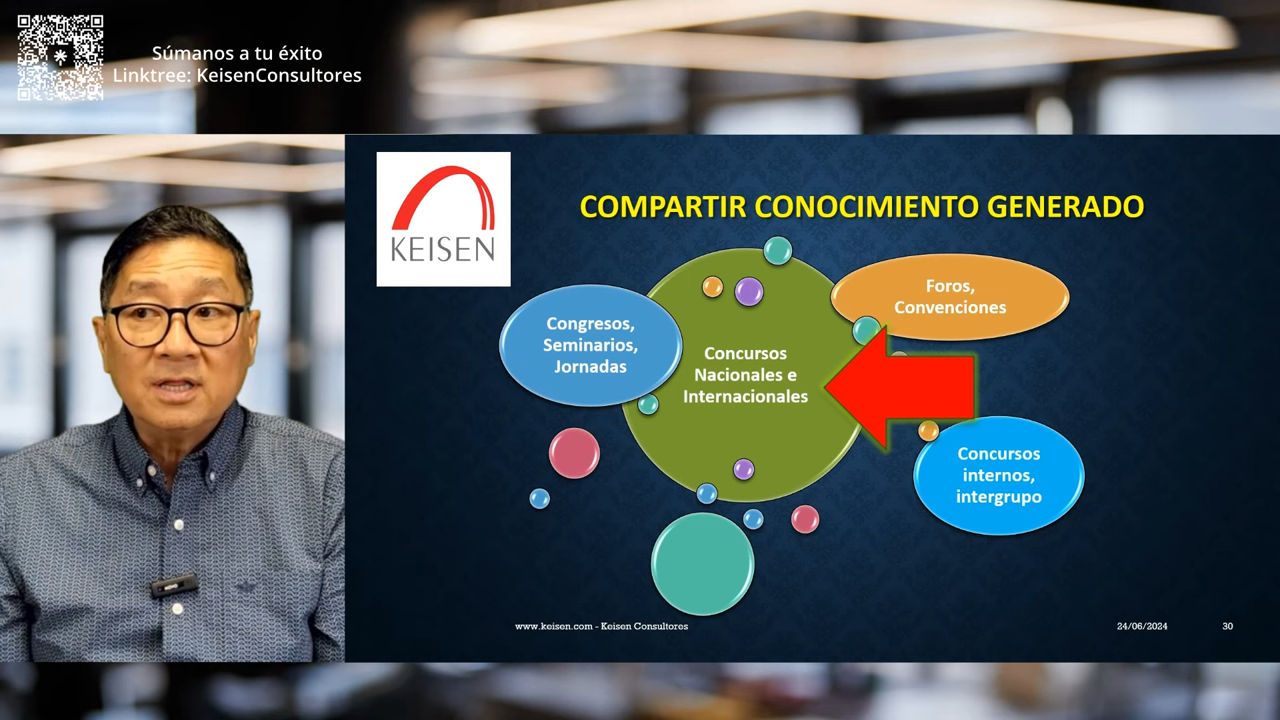 Súmanos a tu éxito
Linktree: KeisenConsultores
KEISEN
COMPARTIR CONOCIMIENTO GENERADO
Congresos,
Seminarios,
Jornadas
Concursos
Nacionales e
Internacionales
Foros,
Convenciones
Concursos
internos,
intergrupo
www.keisen.com - Keisen Consultores
24/06/2024
30